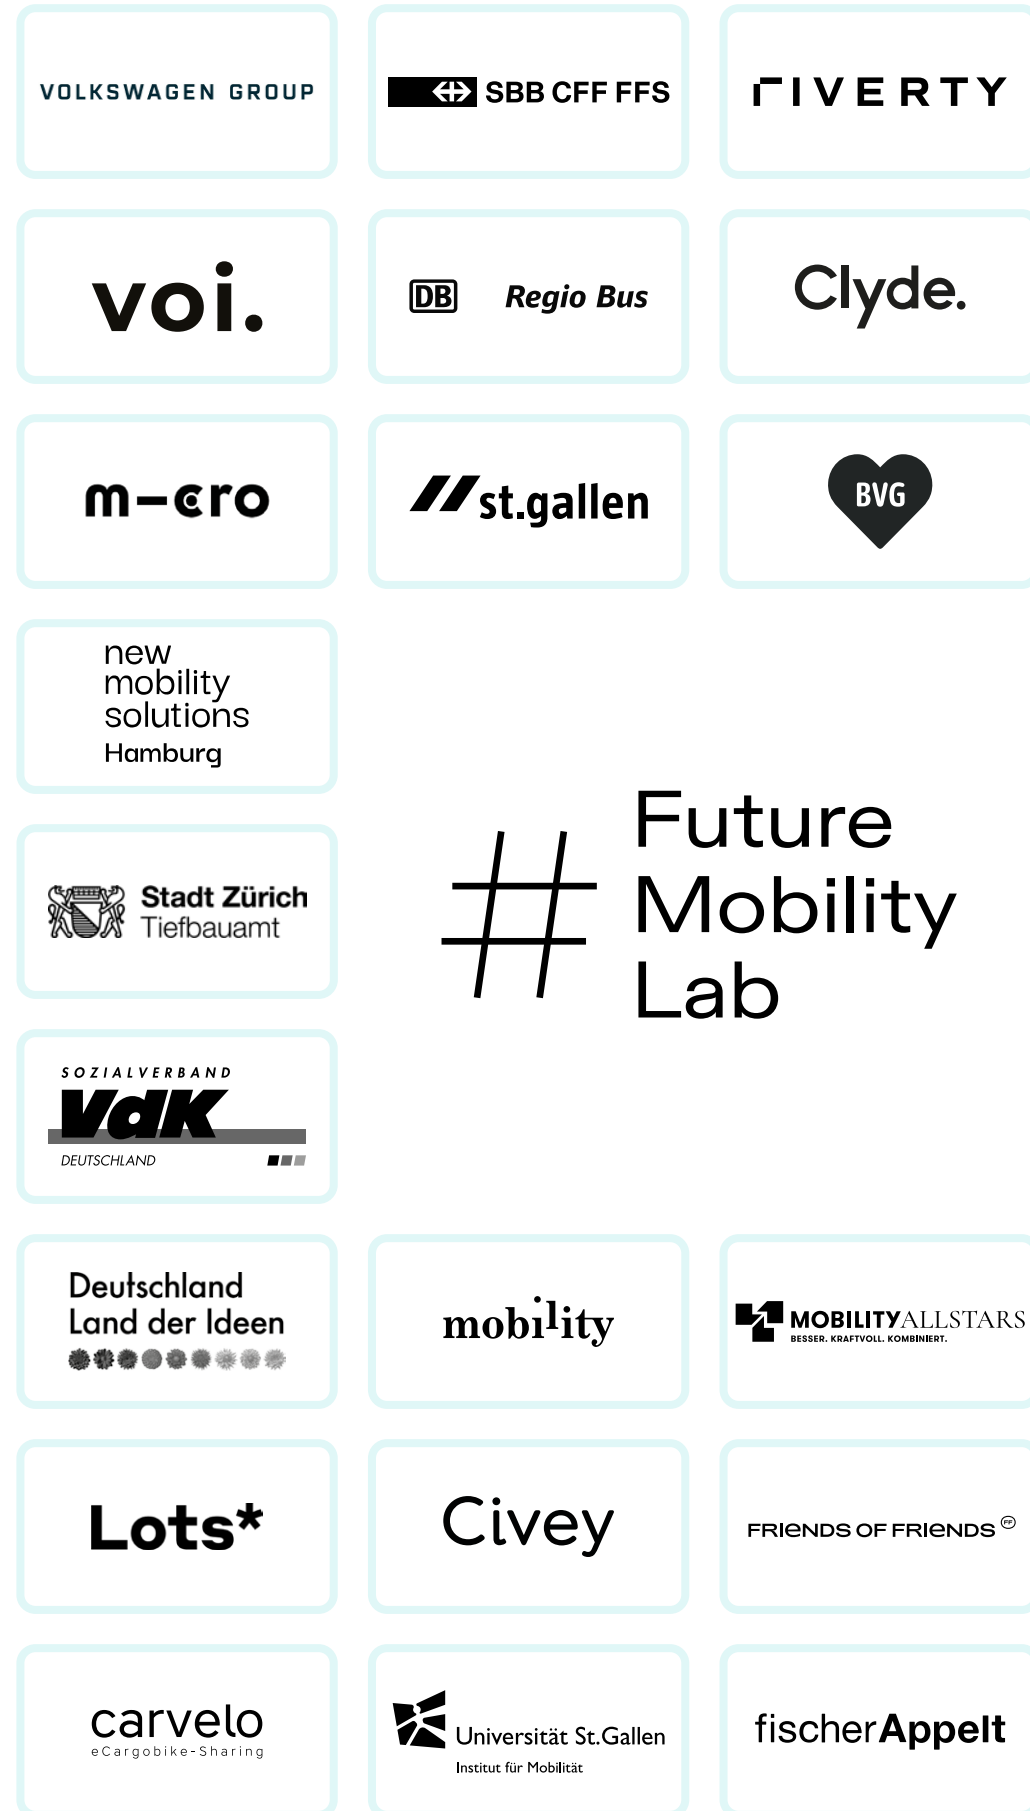 VOLKSWAGEN GROUP
SBB CFF FFS
RIVERTY
voi.
DB Regio Bus
Clyde.
m–cro
st.gallen
BVG
new
mobility
solutions
Hamburg
# Future
Mobility
Lab
Stadt Zürich
Tiefbauamt
SOZIALVERBAND
VdK
DEUTSCHLAND
Deutschland
Land der Ideen
mobility
MOBILITYALLSTARS
BESSER. KRAFTVOLL. KOMBINIERT.
Lots*
Civey
FRIENDS OF FRIENDS FF
carvelo
eCargobike-Sharing
Universität St.Gallen
Institut für Mobilität
fischerAppelt